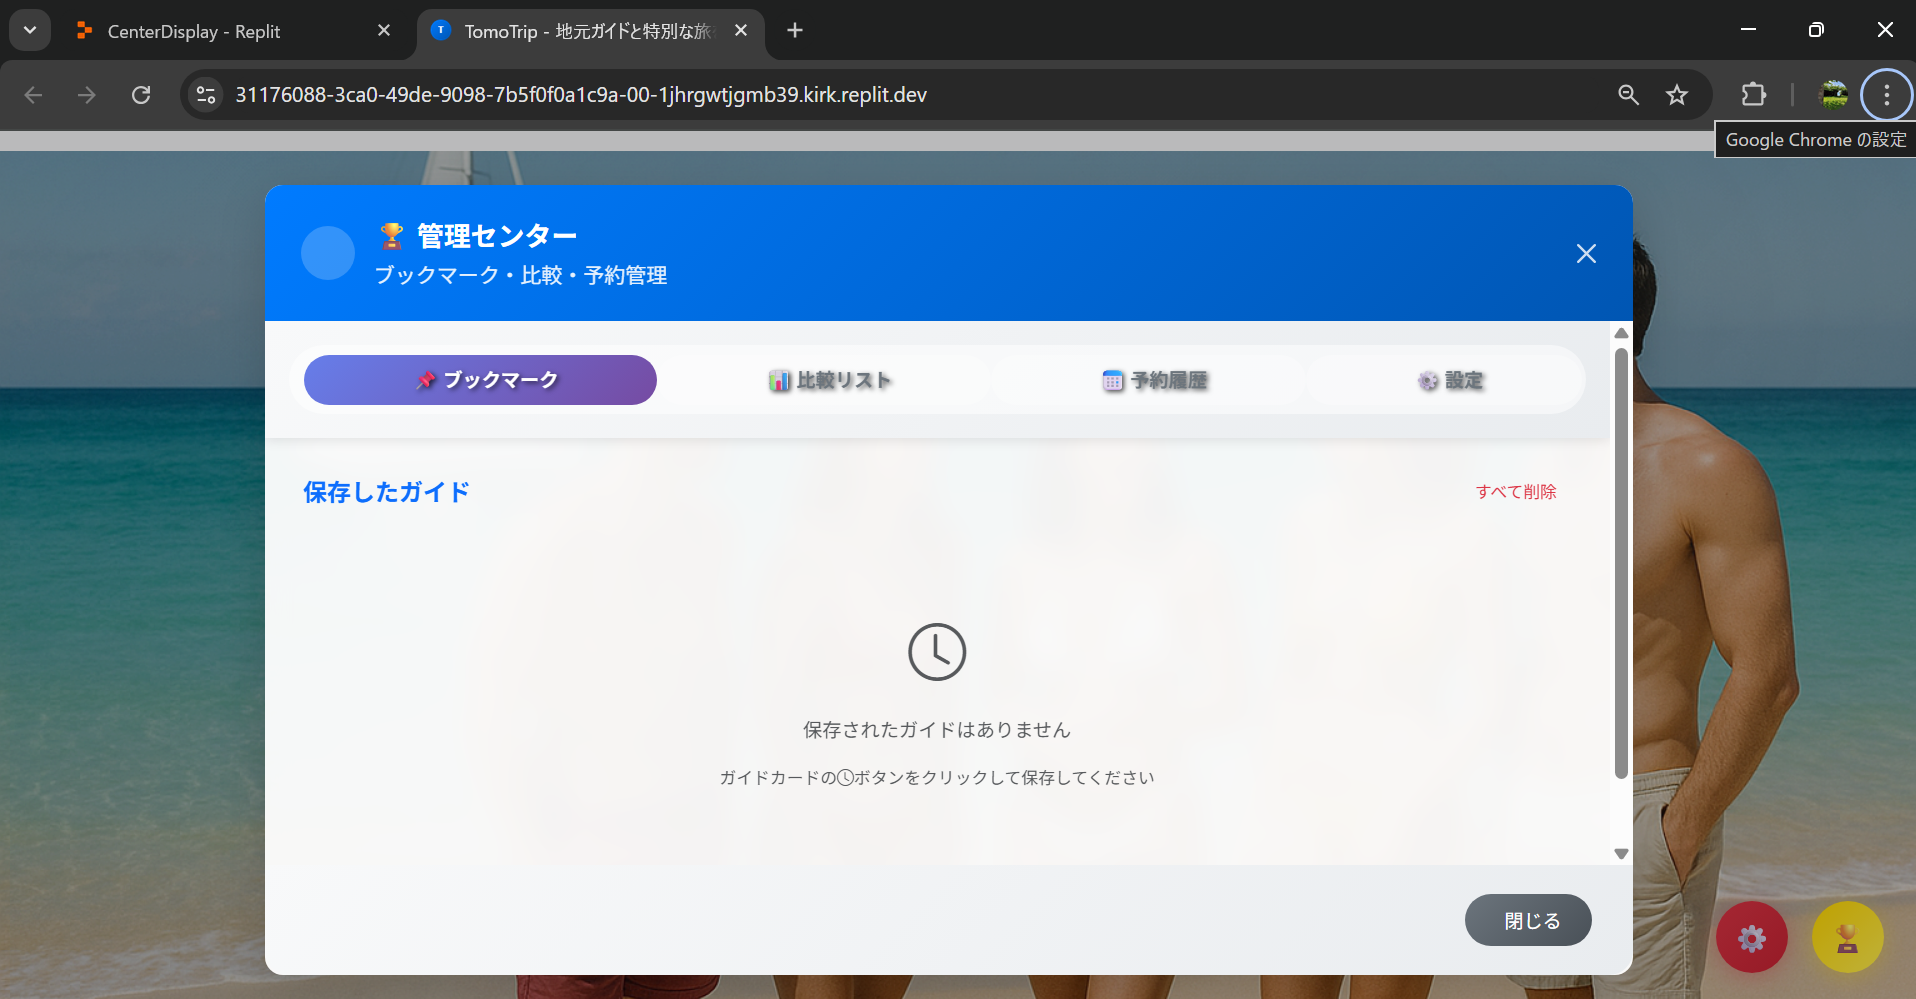 CenterDisplay - Replit
TomoTrip - 地元ガイドと特別な旅
31176088-3ca0-49de-9098-7b5f0f0a1c9a-00-1jhrgwtjgmb39.kirk.replit.dev
Google Chrome の設定
管理センター
ブックマーク・比較・予約管理
ブックマーク
比較リスト
予約履歴
設定
保存したガイド
すべて削除
保存されたガイドはありません
ガイドカードのボタンをクリックして保存してください
閉じる